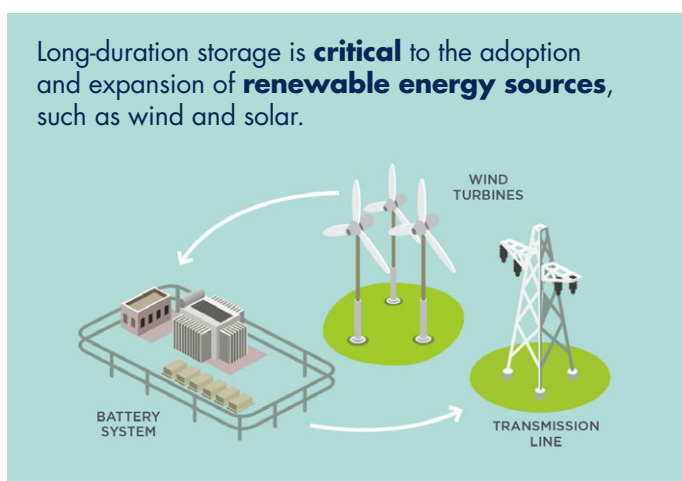 Long-duration storage is critical to the adoption
and expansion of renewable energy sources,
such as wind and solar.
WIND
TURBINES
BATTERY
SYSTEM
TRANSMISSION
LINE